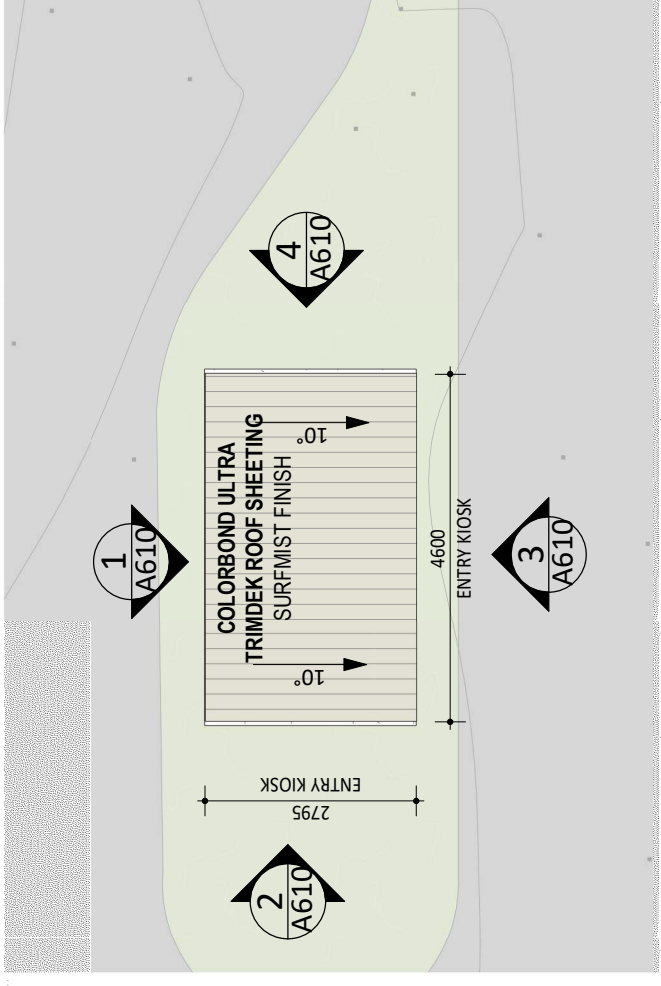 4
A610
1
A610
COLORBOND ULTRA
TRIMDEK ROOF SHEETING
SURFMIST FINISH
10°
10°
4600
ENTRY KIOSK
3
A610
ENTRY KIOSK
2795
2
A610